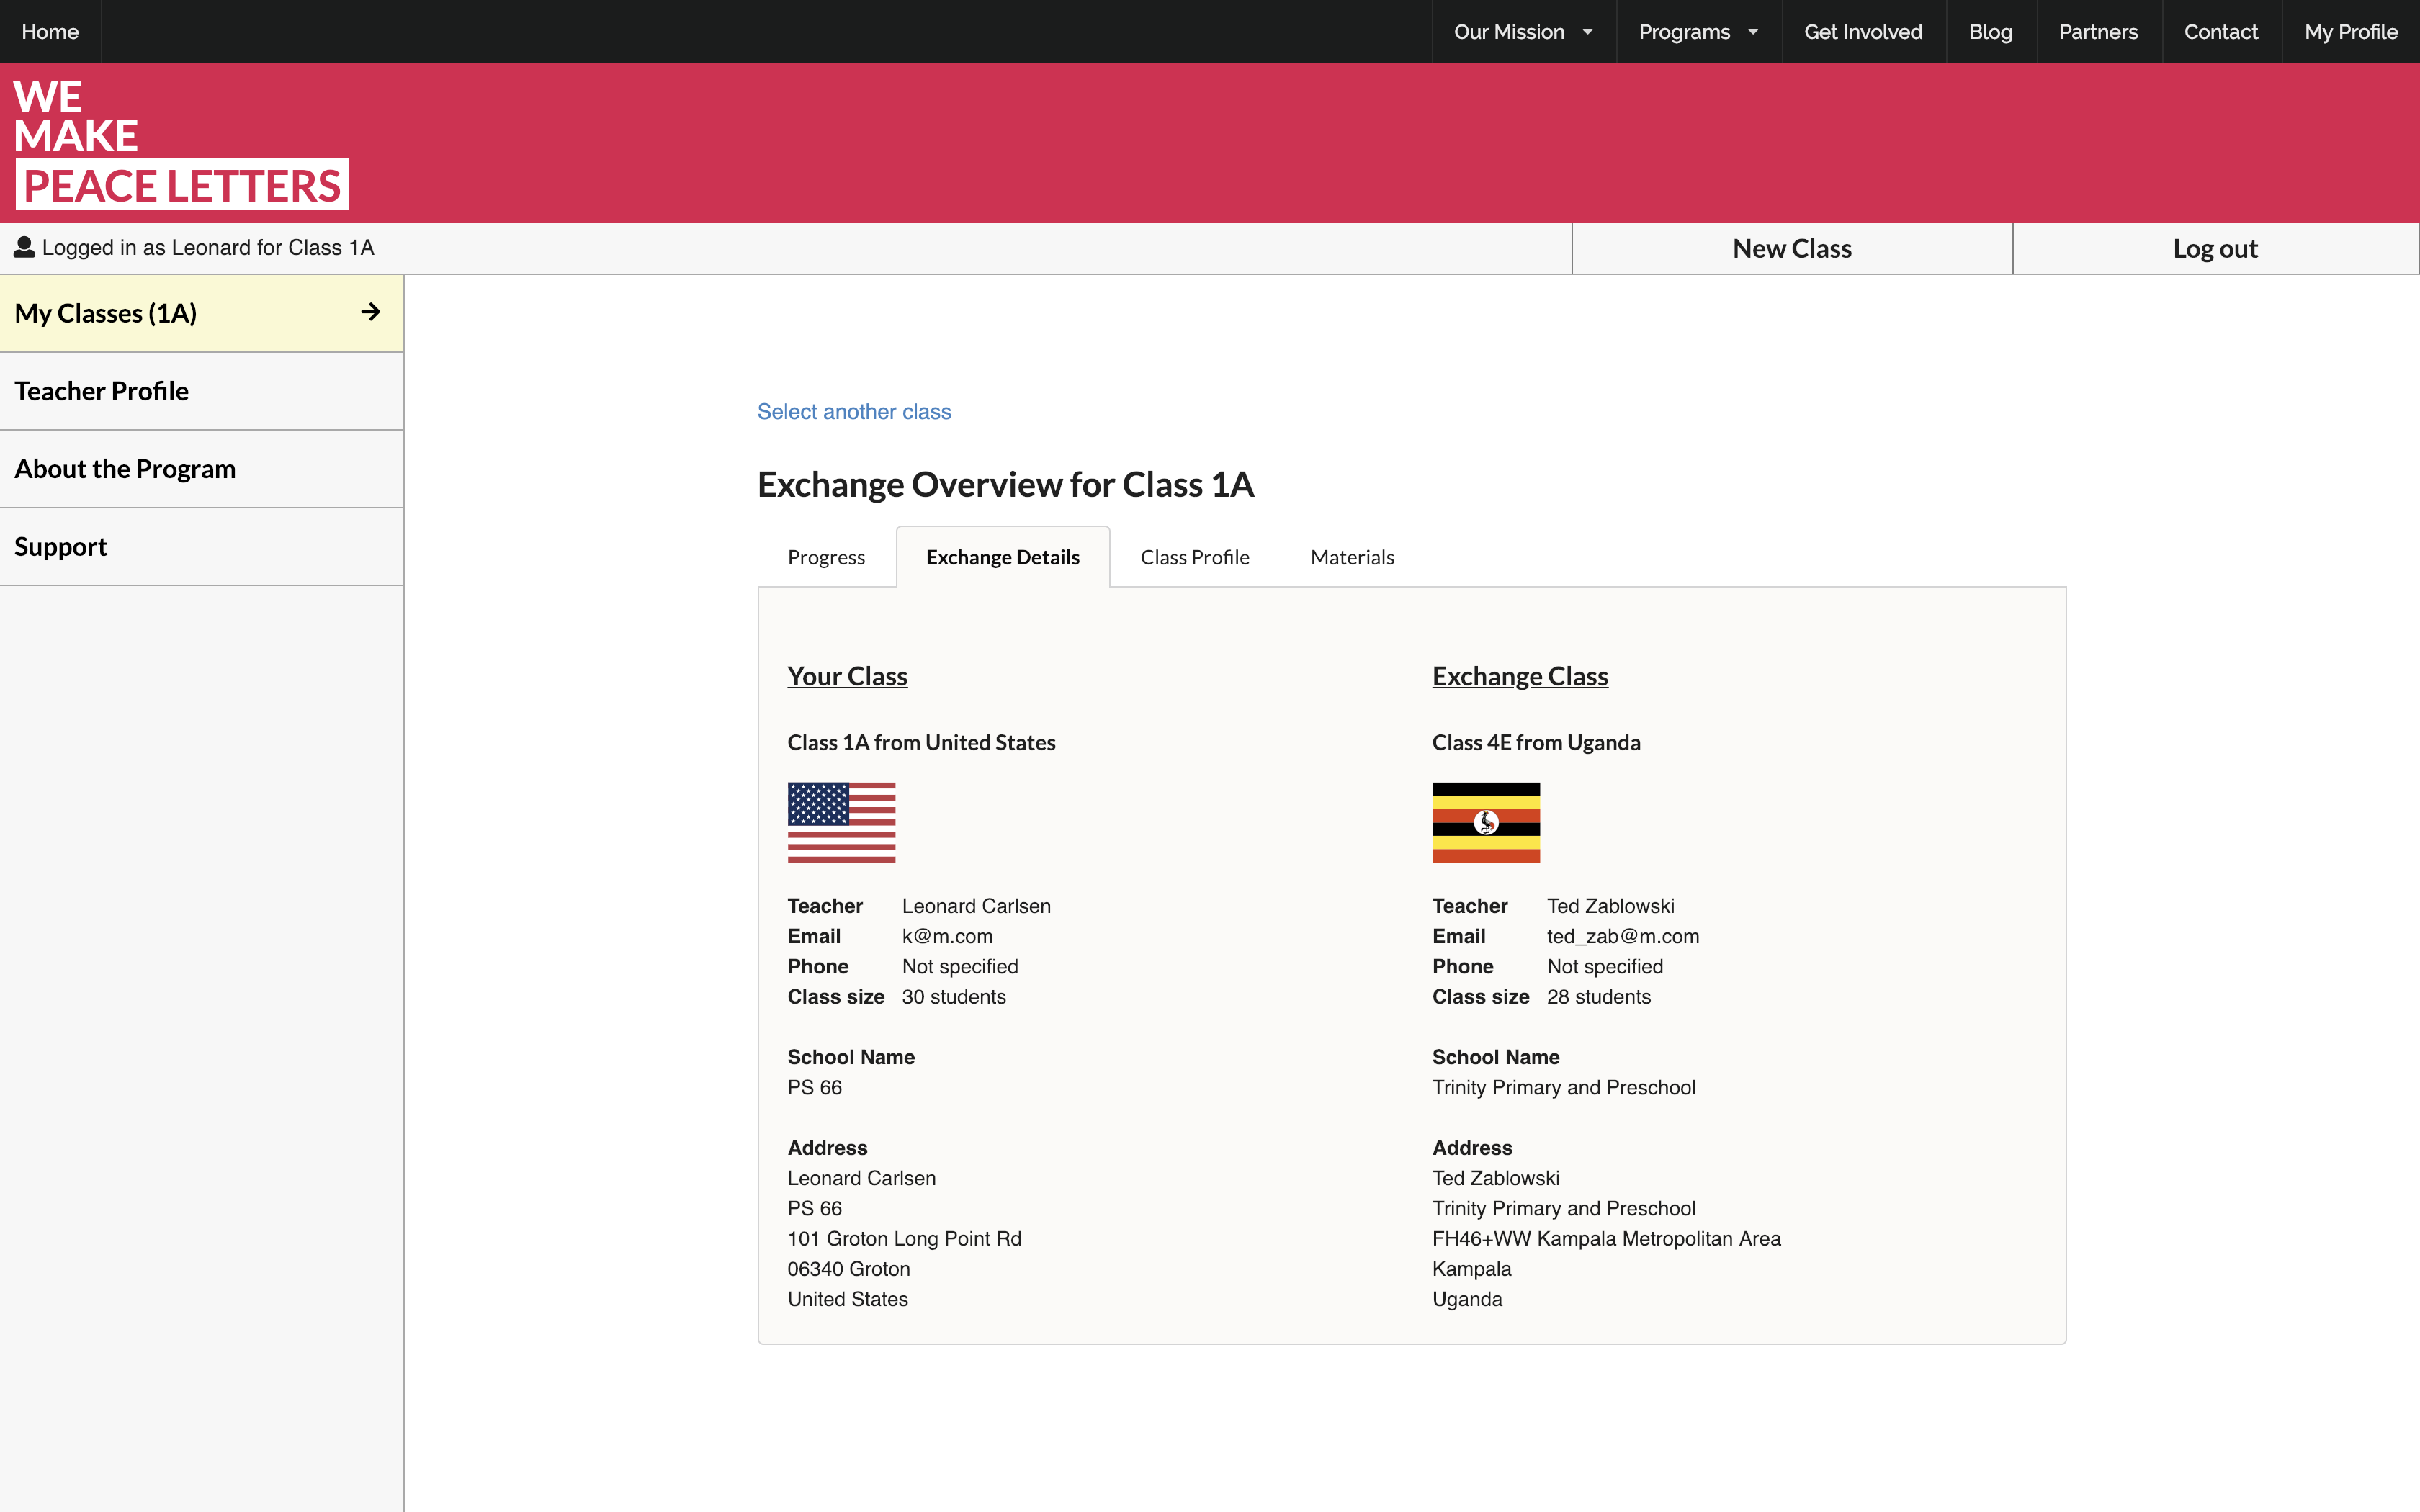 Home
Our Mission
Programs
Get Involved
Blog
Partners
Contact
My Profile
WE
MAKE
PEACE LETTERS
Logged in as Leonard for Class 1A
New Class
Log out
My Classes (1A)
Teacher Profile
About the Program
Support
Select another class
Exchange Overview for Class 1A
Progress
Exchange Details
Class Profile
Materials
Your Class
Class 1A from United States
Teacher Leonard Carlsen
Email k@m.com
Phone Not specified
Class size 30 students
School Name
PS 66
Address
Leonard Carlsen
PS 66
101 Groton Long Point Rd
06340 Groton
United States
Exchange Class
Class 4E from Uganda
Teacher Ted Zablowski
Email ted_zab@m.com
Phone Not specified
Class size 28 students
School Name
Trinity Primary and Preschool
Address
Ted Zablowski
Trinity Primary and Preschool
FH46+WW Kampala Metropolitan Area
Kampala
Uganda